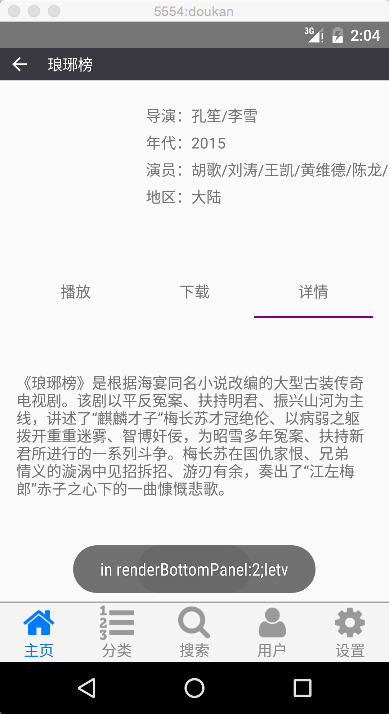 5554:doukan
3G 2:04
琅琊榜
导演：孔笙/李雪
年代：2015
演员：胡歌/刘涛/王凯/黄维德/陈龙/
地区：大陆
播放 下载 详情
《琅琊榜》是根据海宴同名小说改编的大型古装传奇
电视剧。该剧以平反冤案、扶持明君、振兴山河为主
线，讲述了“麒麟才子”梅长苏才冠绝伦、以病弱之躯
拨开重重迷雾、智博奸佞，为昭雪多年冤案、扶持新
君所进行的一系列斗争。梅长苏在国仇家恨、兄弟
情义的漩涡中见招拆招、游刃有余，奏出了“江左梅
郎”赤子之心下的一曲慷慨悲歌。
in renderBottomPanel:2;letv
1
2
3
主页 分类 搜索 用户 设置